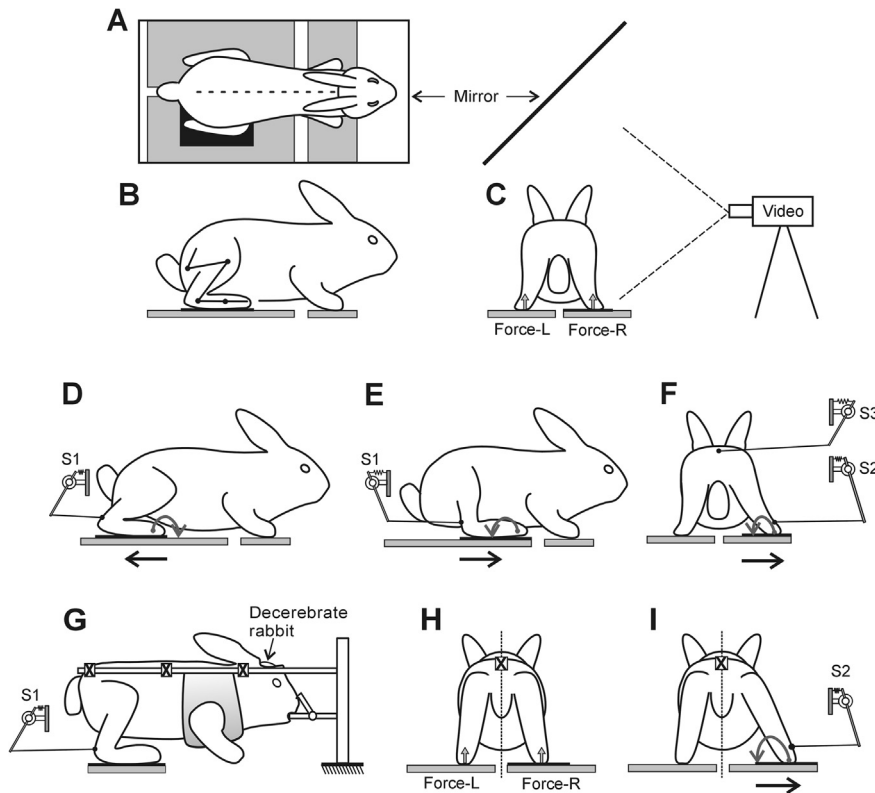 A
Mirror
B
C
Video
Force-L
Force-R
D
E
F
S1
S1
S3
S2
G
Decerebrate
rabbit
H
I
S1
S2
Force-L
Force-R